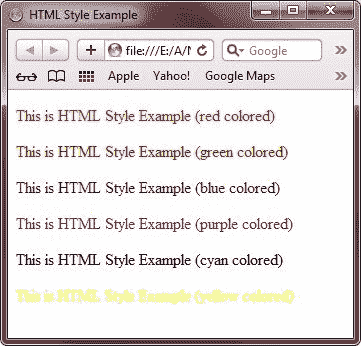 HTML Style Example
file:///E:/A/N
Google
Apple Yahoo! Google Maps
This is HTML Style Example (red colored)
This is HTML Style Example (green colored)
This is HTML Style Example (blue colored)
This is HTML Style Example (purple colored)
This is HTML Style Example (cyan colored)
This is HTML Style Example (yellow colored)